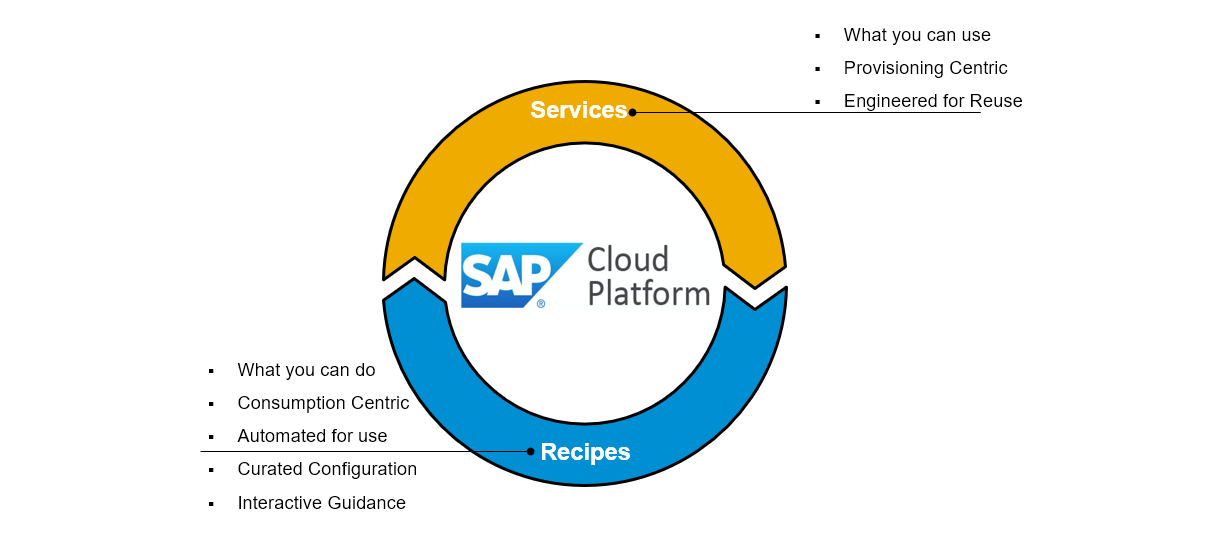 ▪ What you can use
▪ Provisioning Centric
▪ Engineered for Reuse
Services
SAP®
Cloud
Platform
▪ What you can do
▪ Consumption Centric
▪ Automated for use
▪ Curated Configuration
▪ Interactive Guidance
Recipes